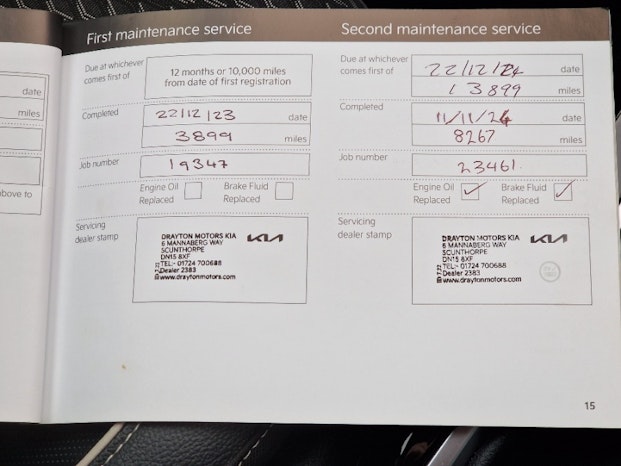 First maintenance service
Due at whichever
comes first of
12 months or 10,000 miles
from date of first registration
Completed
22/12/23 date
3899 miles
Job number
19347
Engine Oil
Replaced
Brake Fluid
Replaced
Servicing
dealer stamp
DRAYTON MOTORS KIA
6 MANNABERG WAY
SCUNTHORPE
DN15 8XF
TEL:- 01724 700688
Dealer 2383
www.draytonmotors.com
KIA
Second maintenance service
Due at whichever
comes first of
22/12/24 date
13899 miles
Completed
11/11/24 date
8267 miles
Job number
23461.
Engine Oil
Replaced
Brake Fluid
Replaced
Servicing
dealer stamp
DRAYTON MOTORS KIA
6 MANNABERG WAY
SCUNTHORPE
DN15 8XF
TEL:- 01724 700688
Dealer 2383
www.draytonmotors.com
KIA
date
miles
above to
15